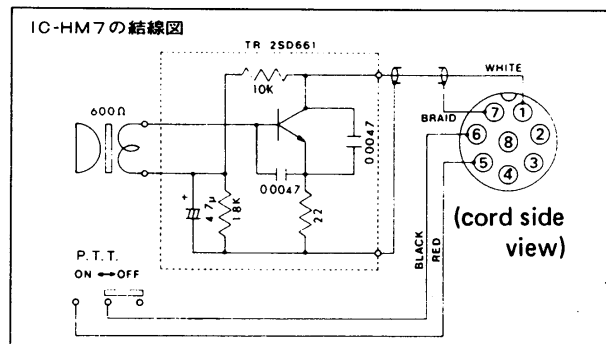 IC-HM7の結線図
TR 2SD661
10K
WHITE
600Ω
BRAID
7
1
6
8
2
5
3
4
0.0047
0.0047
+
4.7μ
1.8K
22
(cord side
view)
BLACK
RED
P.T.T.
ON ↔ OFF